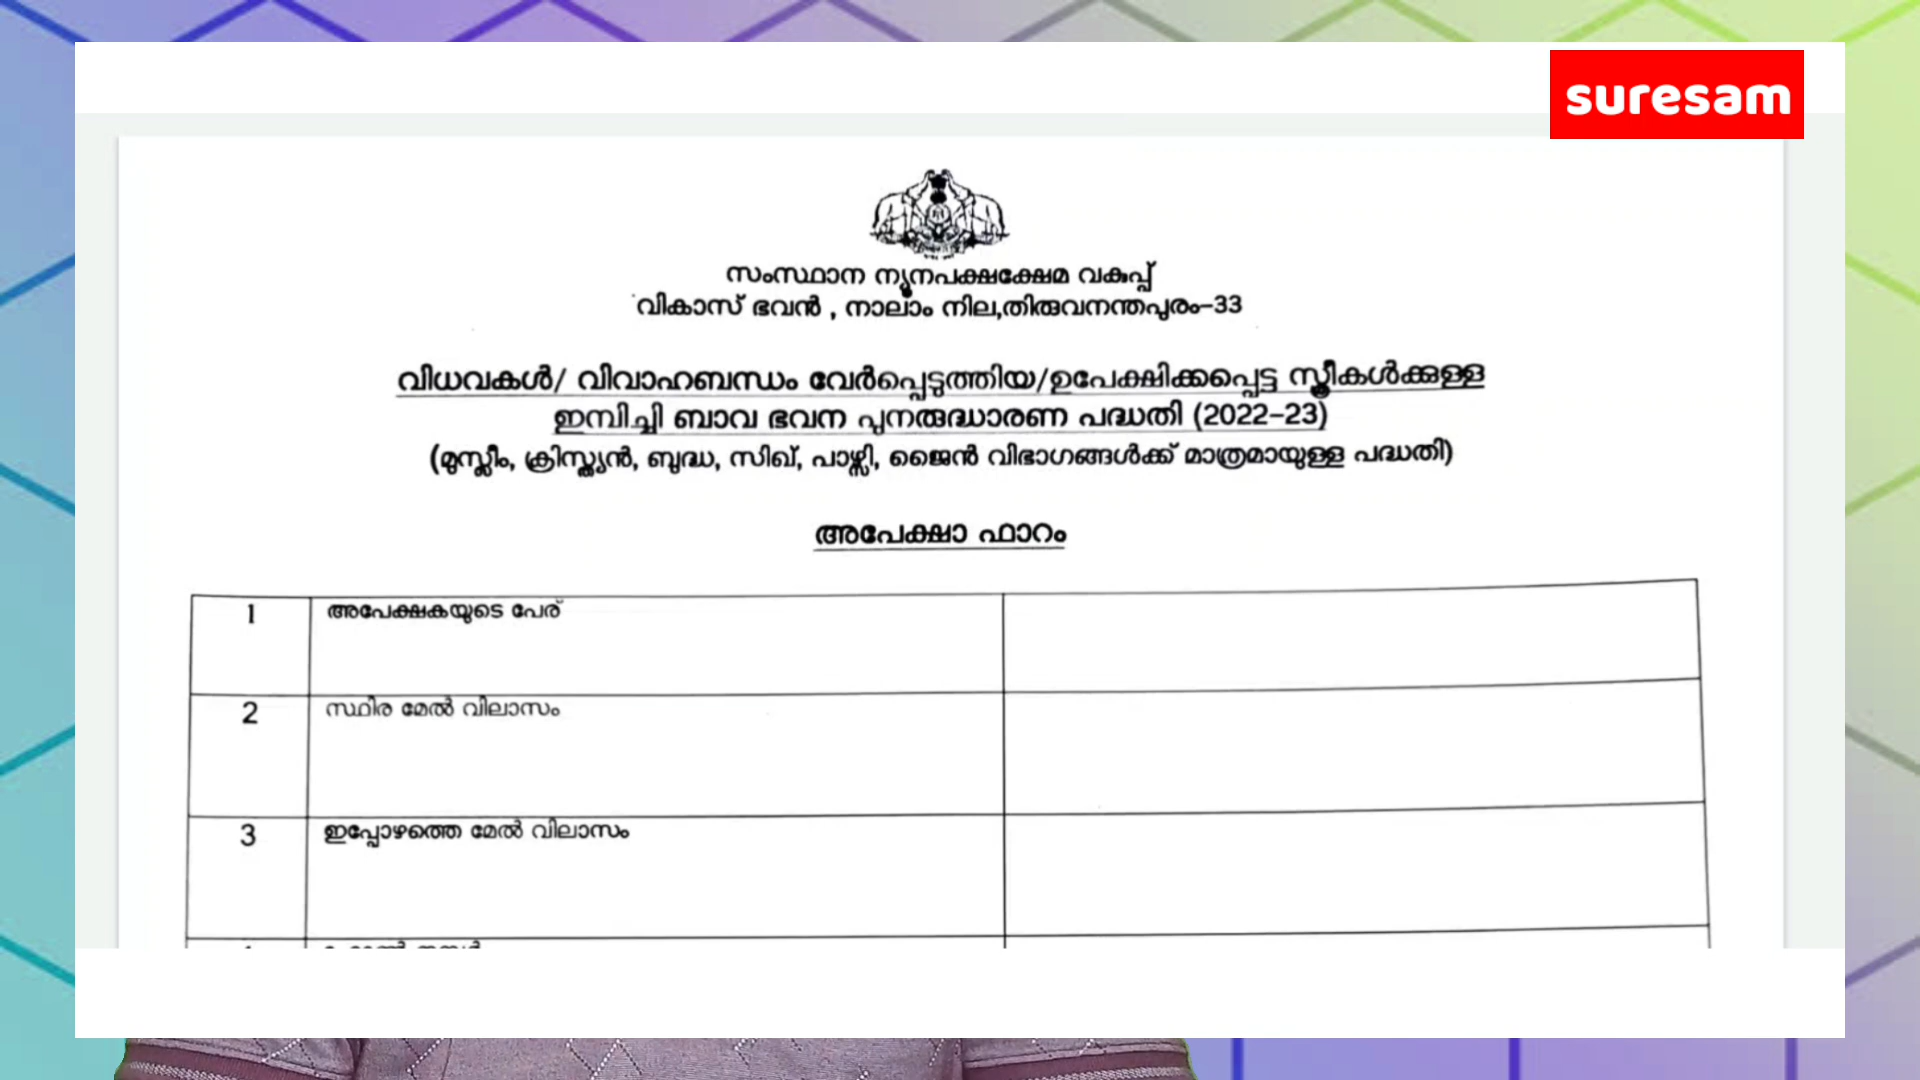 suresam
സംസ്ഥാന ന്യൂനപക്ഷക്ഷേമ വകുപ്പ്
വികാസ് ഭവൻ , നാലാം നില,തിരുവനന്തപുരം-33
വിധവകൾ/ വിവാഹബന്ധം വേർപ്പെടുത്തിയ/ഉപേക്ഷിക്കപ്പെട്ട സ്ത്രീകൾക്കുള്ള
ഇമ്പിച്ചി ബാവ ഭവന പുനരുദ്ധാരണ പദ്ധതി (2022-23)
(മുസ്ലീം, ക്രിസ്ത്യൻ, ബുദ്ധ, സിഖ്, പാഴ്സി, ജൈൻ വിഭാഗങ്ങൾക്ക് മാത്രമായുള്ള പദ്ധതി)
അപേക്ഷാ ഫാറം
1 അപേക്ഷകയുടെ പേര്
2 സ്ഥിര മേൽ വിലാസം
3 ഇപ്പോഴത്തെ മേൽ വിലാസം